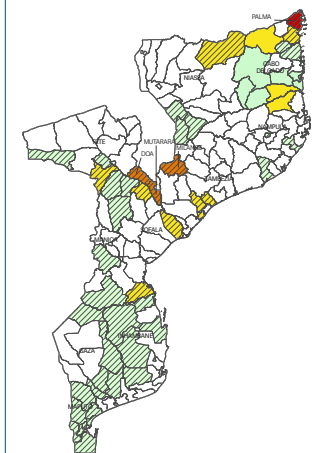 PALMA
CABO
DELGADO
NIASSA
NAMPULA
TETE
MUTARARA
MILANGE
DOA
ZAMBEZIA
SOFALA
MANICA
INHAMBANE
GAZA
MAPUTO